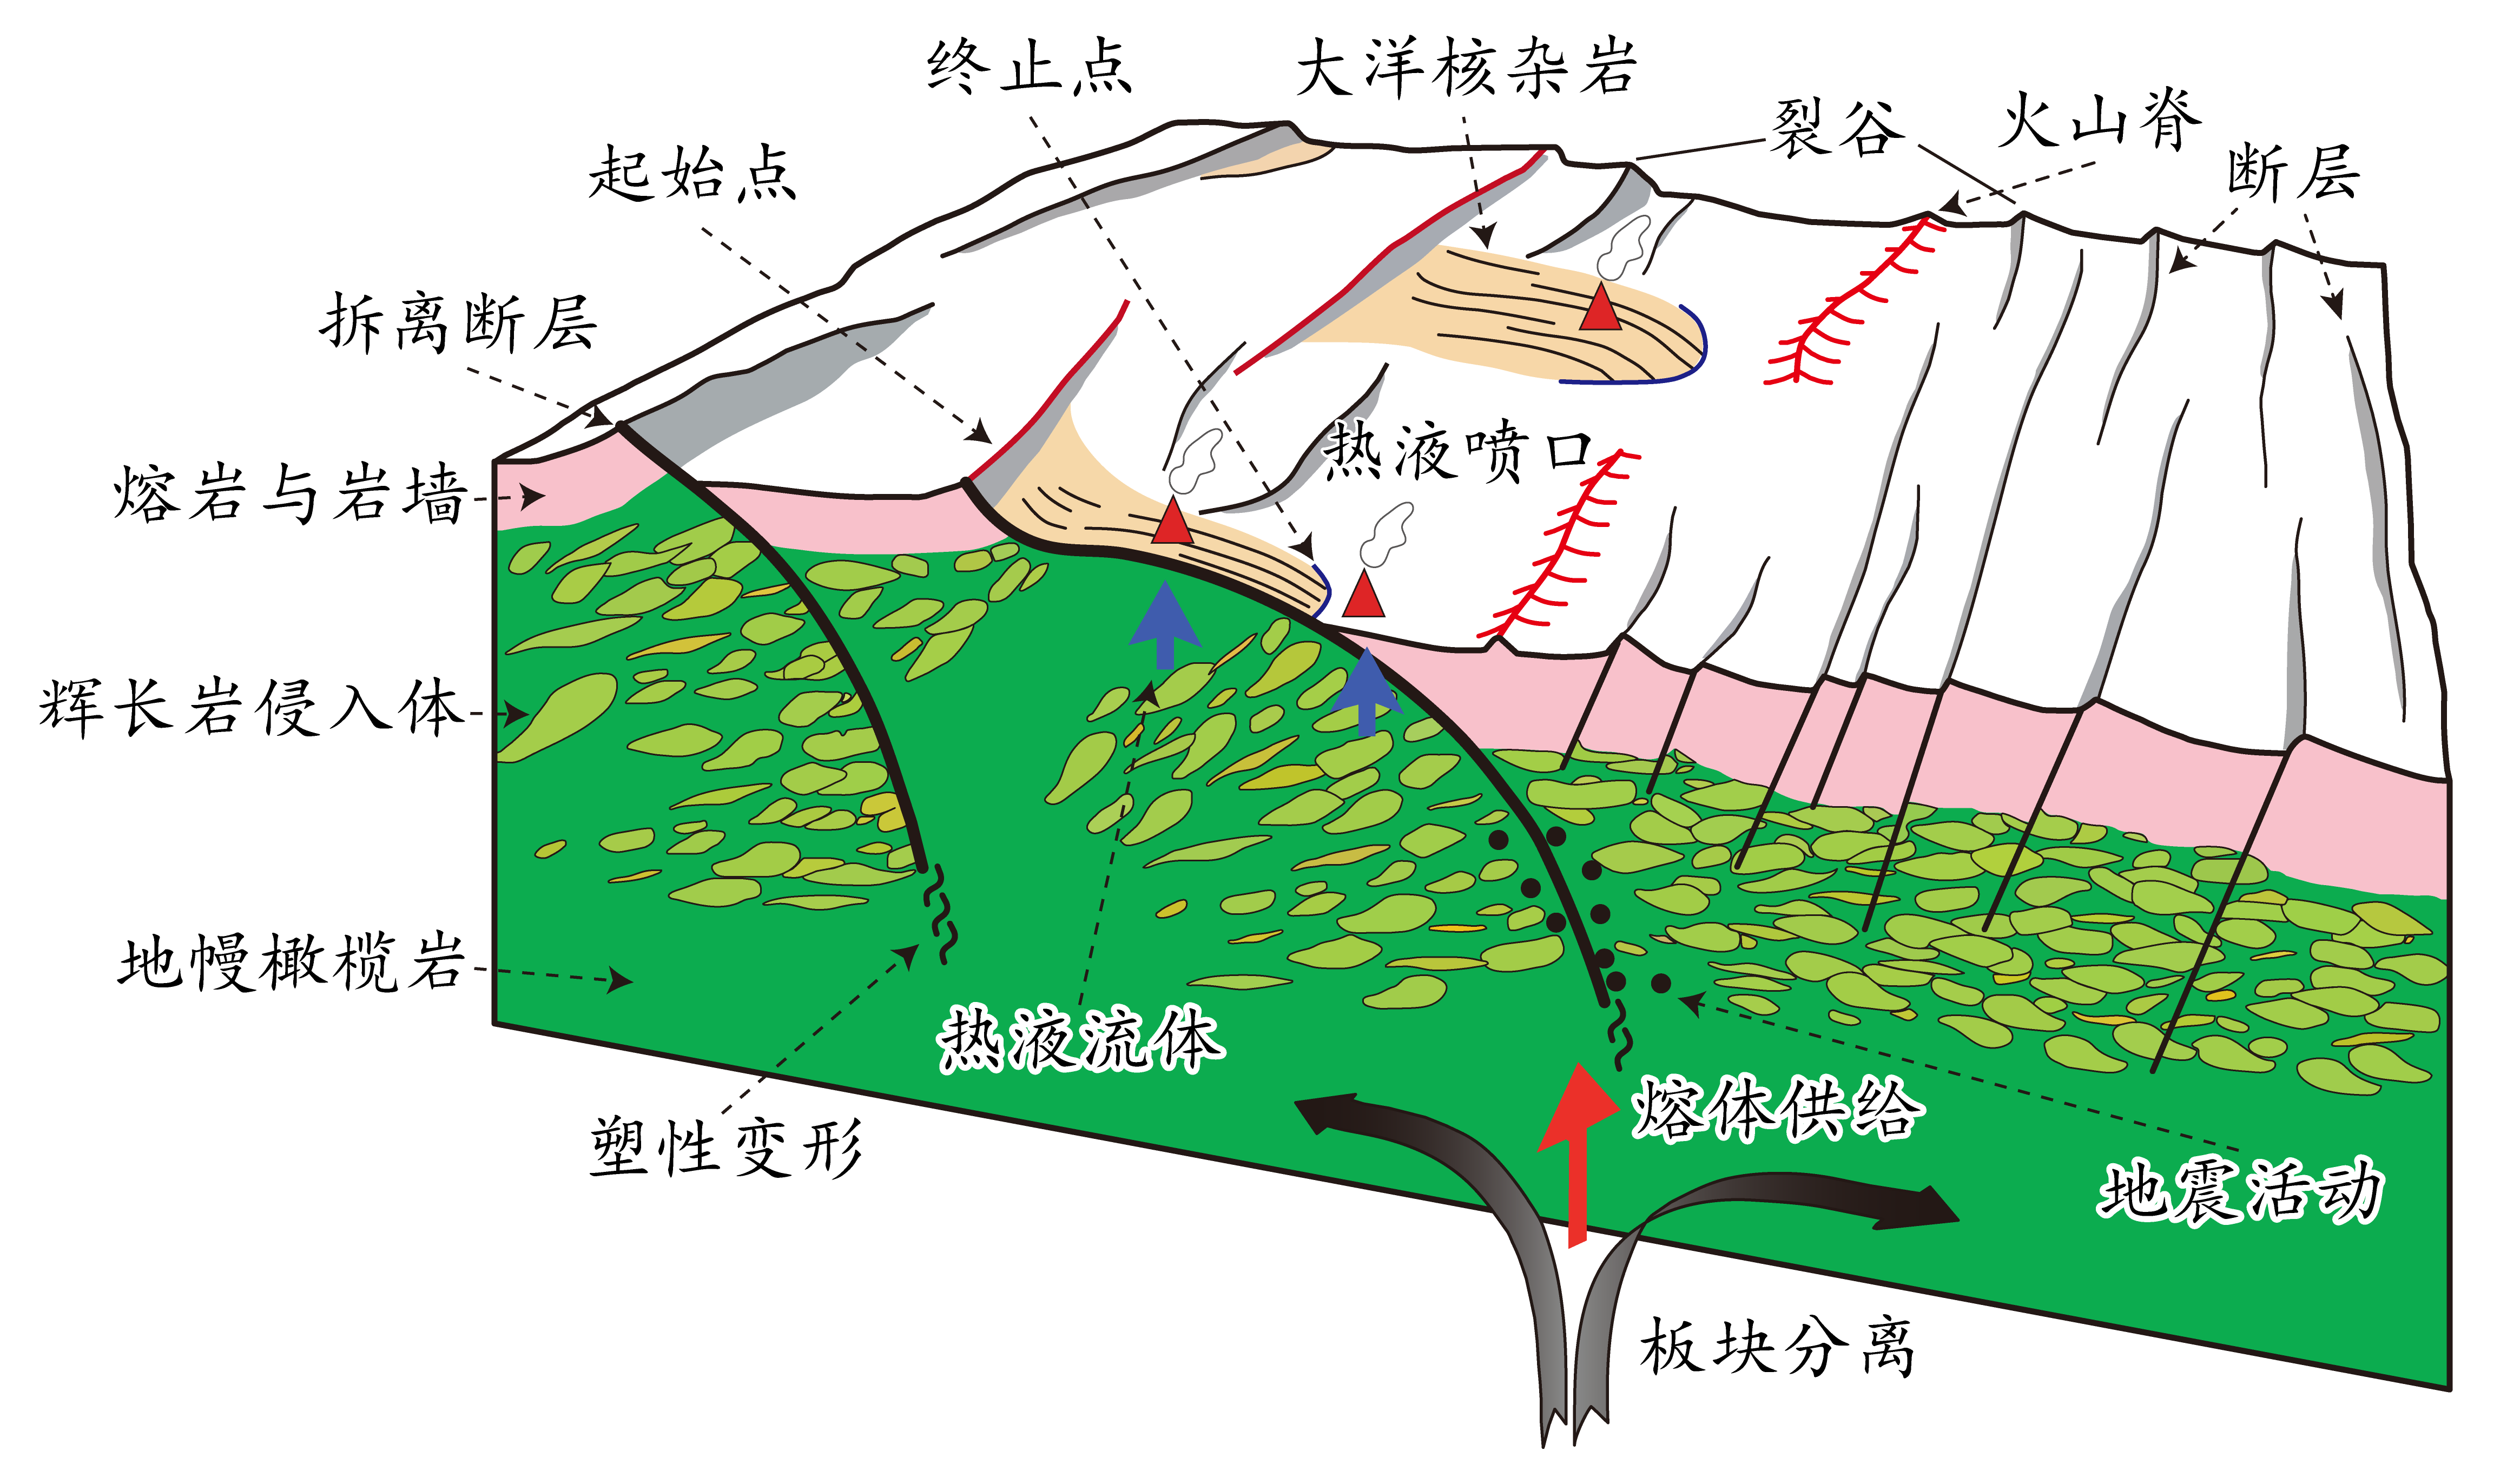 终止点
大洋核杂岩
裂谷
火山脊
断层
起始点
拆离断层
热液喷口
熔岩与岩墙
辉长岩侵入体
地幔橄榄岩
热液流体
塑性变形
熔体供给
地震活动
板块分离